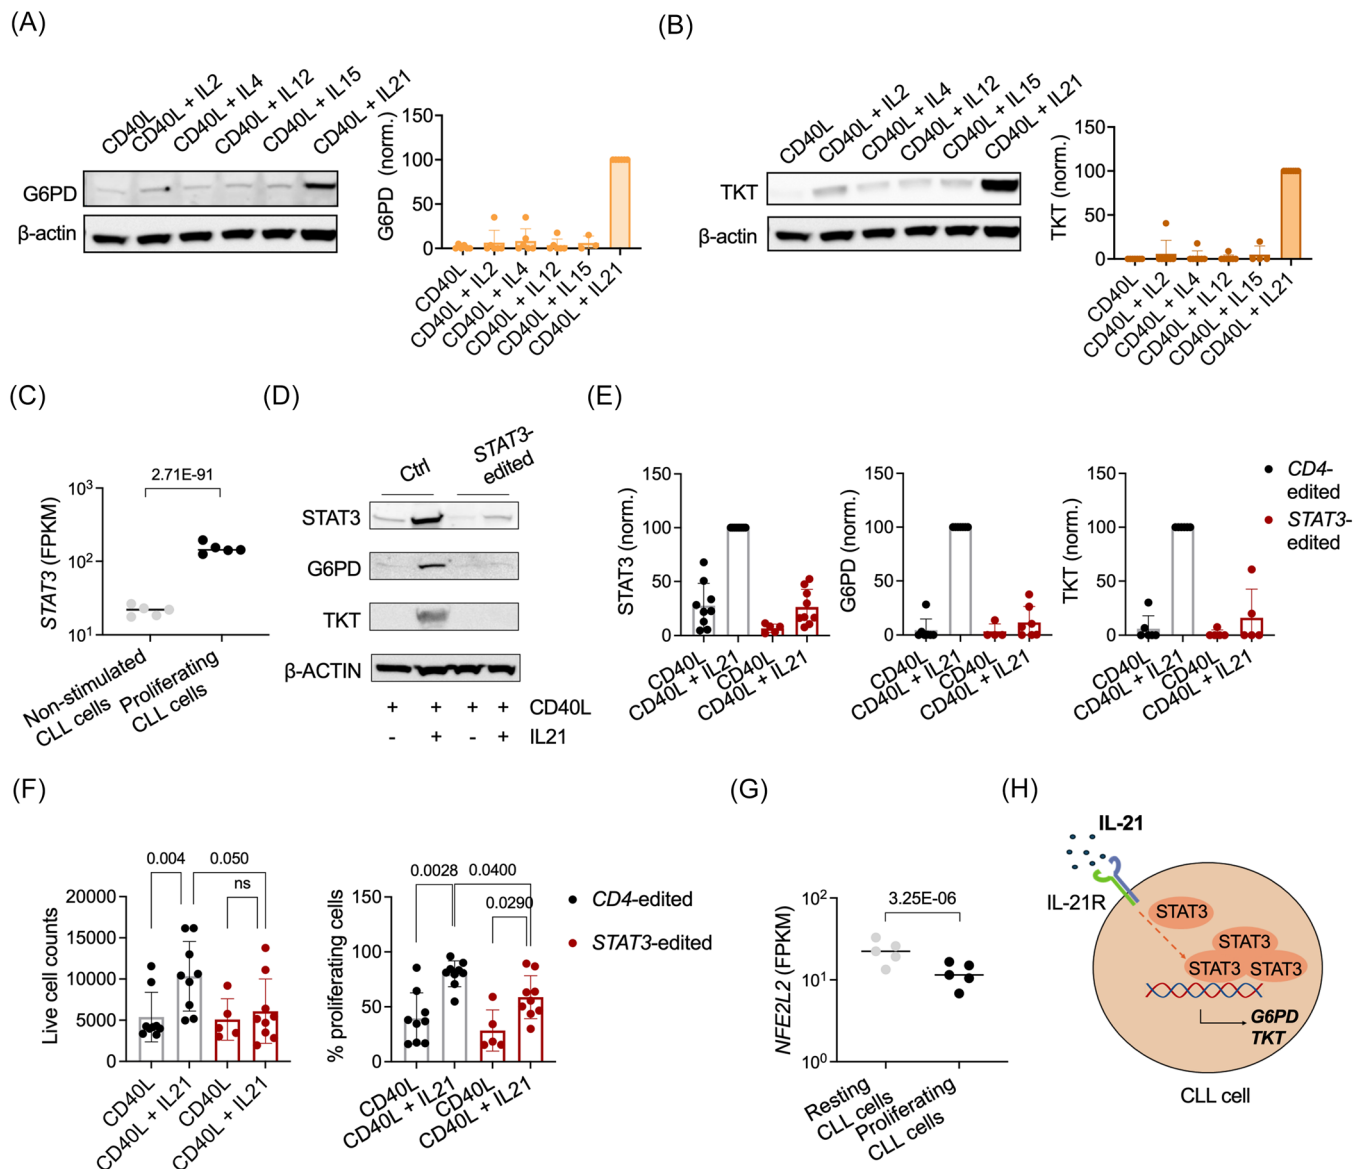 (A)
CD40L
CD40L + IL2
CD40L + IL4
CD40L + IL12
CD40L + IL15
CD40L + IL21
G6PD
β-actin
G6PD (norm.)
150
100
50
0
CD40L
CD40L + IL2
CD40L + IL4
CD40L + IL12
CD40L + IL15
CD40L + IL21
(B)
CD40L
CD40L + IL2
CD40L + IL4
CD40L + IL12
CD40L + IL15
CD40L + IL21
TKT
β-actin
TKT (norm.)
150
100
50
0
CD40L
CD40L + IL2
CD40L + IL4
CD40L + IL12
CD40L + IL15
CD40L + IL21
(C)
2.71E-91
STAT3 (FPKM)
10³
10²
10¹
Non-stimulated
CLL cells
Proliferating
CLL cells
(D)
Ctrl
STAT3-
edited
STAT3
G6PD
TKT
β-ACTIN
+ + + + CD40L
- + - + IL21
(E)
STAT3 (norm.)
150
100
50
0
CD40L
CD40L + IL21
CD40L
CD40L + IL21
G6PD (norm.)
150
100
50
0
CD40L
CD40L + IL21
CD40L
CD40L + IL21
TKT (norm.)
150
100
50
0
CD40L
CD40L + IL21
CD40L
CD40L + IL21
CD4-
edited
STAT3-
edited
(F)
0.004
0.050
ns
Live cell counts
20000
15000
10000
5000
0
CD40L
CD40L + IL21
CD40L
CD40L + IL21
0.0028
0.0400
0.0290
% proliferating cells
150
100
50
0
CD40L
CD40L + IL21
CD40L
CD40L + IL21
CD4-edited
STAT3-edited
(G)
3.25E-06
NFE2L2 (FPKM)
10²
10¹
10⁰
Resting
CLL cells
Proliferating
CLL cells
(H)
IL-21
IL-21R
STAT3
STAT3
STAT3 STAT3
G6PD
TKT
CLL cell